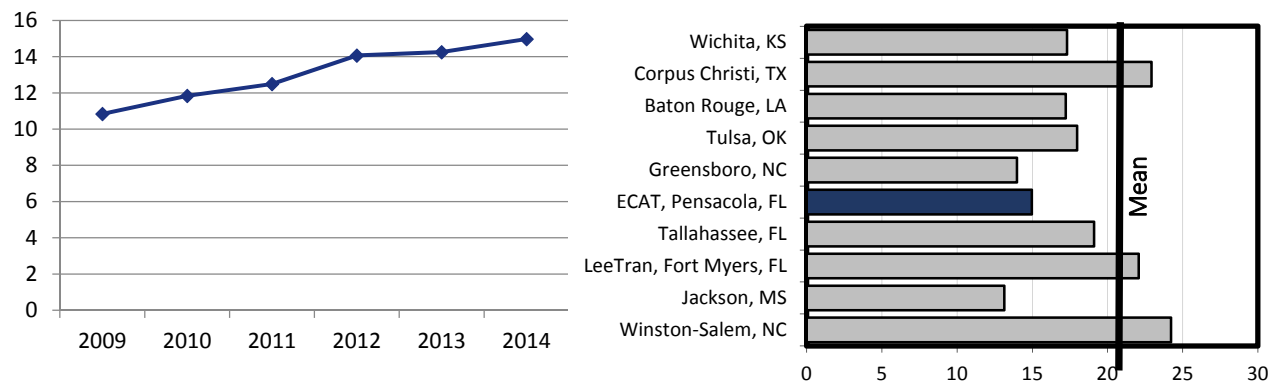 16
14
12
10
8
6
4
2
0
2009 2010 2011 2012 2013 2014
Wichita, KS
Corpus Christi, TX
Baton Rouge, LA
Tulsa, OK
Greensboro, NC
ECAT, Pensacola, FL
Tallahassee, FL
LeeTran, Fort Myers, FL
Jackson, MS
Winston-Salem, NC
Mean
0 5 10 15 20 25 30